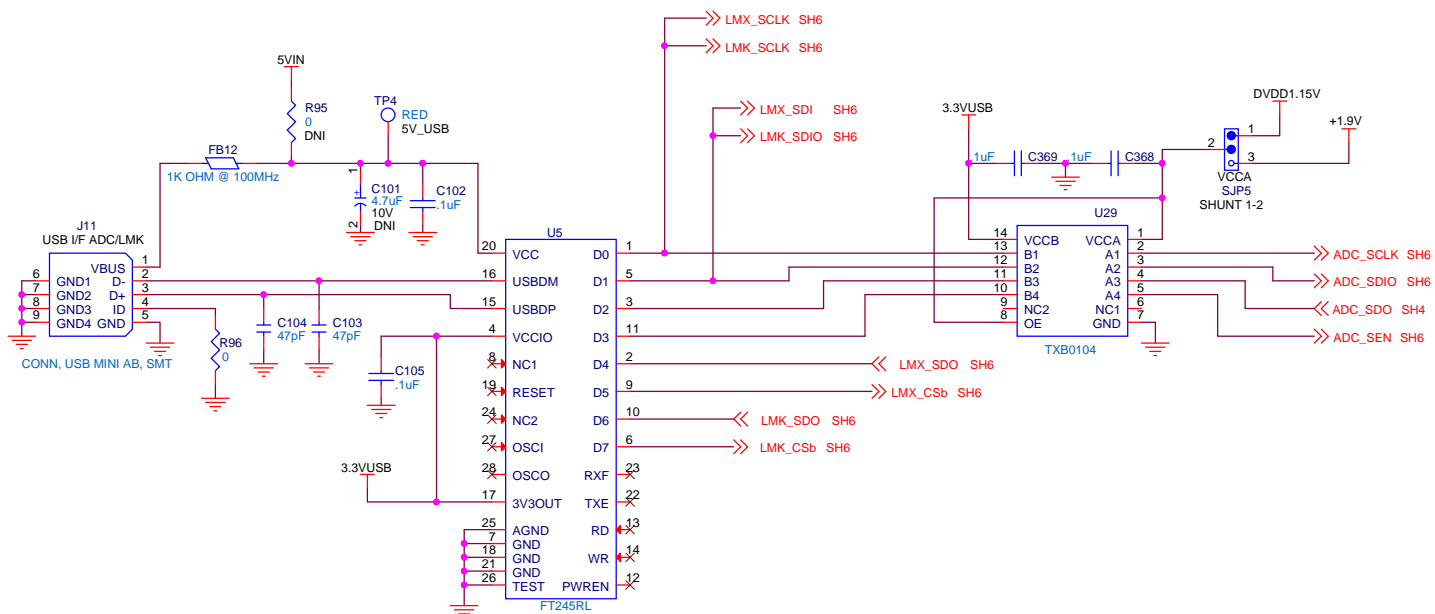 LMX_SCLK SH6
LMK_SCLK SH6
5VIN
R95
0
DNI
TP4
RED
5V_USB
LMX_SDI SH6
LMK_SDIO SH6
3.3VUSB
DVDD1.15V
+1.9V
FB12
1K OHM @ 100MHz
1
2
C101
4.7uF
10V
DNI
C102
.1uF
.1uF
C369
.1uF
C368
1
2
3
VCCA
SJP5
SHUNT 1-2
J11
USB I/F ADC/LMK
VBUS 1
6 GND1 D- 2
7 GND2 D+ 3
8 GND3 ID 4
9 GND4 GND 5
CONN, USB MINI AB, SMT
R96
0
C104
47pF
C103
47pF
C105
.1uF
3.3VUSB
U5
20 VCC D0 1
16 USBDM D1 5
15 USBDP D2 3
4 VCCIO D3 11
8 NC1 D4 2
19 RESET D5 9
24 NC2 D6 10
27 OSCI D7 6
28 OSCO RXF 23
17 3V3OUT TXE 22
25 AGND RD 13
7 GND
18 GND WR 14
21 GND
26 TEST PWREN 12
FT245RL
U29
14 VCCB VCCA 1
13 B1 A1 2
12 B2 A2 3
11 B3 A3 4
10 B4 A4 5
9 NC2 NC1 6
8 OE GND 7
TXB0104
ADC_SCLK SH6
ADC_SDIO SH6
ADC_SDO SH4
ADC_SEN SH6
LMX_SDO SH6
LMX_CSb SH6
LMK_SDO SH6
LMK_CSb SH6